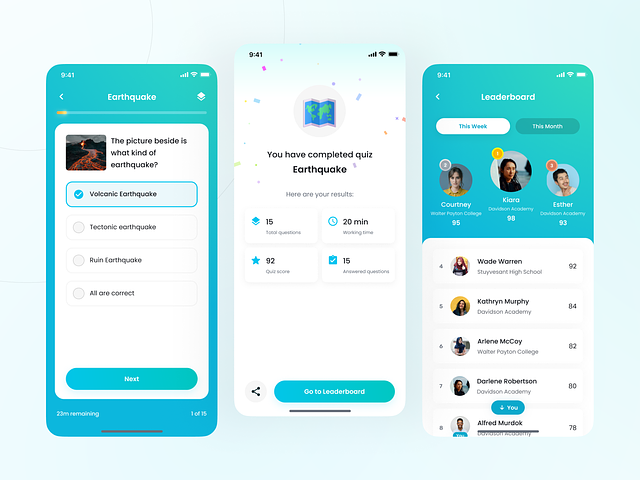 9:41
Earthquake
The picture beside is
what kind of
earthquake?
Volcanic Earthquake
Tectonic earthquake
Ruin Earthquake
All are correct
Next
23m remaining
1 of 15
9:41
You have completed quiz
Earthquake
Here are your results:
15
Total questions
20 min
Working time
92
Quiz score
15
Answered questions
Go to Leaderboard
9:41
Leaderboard
This Week
This Month
2
Courtney
Walter Payton College
95
1
Kiara
Davidson Academy
98
3
Esther
Davidson Academy
93
4
Wade Warren
Stuyvesant High School
92
5
Kathryn Murphy
Davidson Academy
84
6
Arlene McCoy
Walter Payton College
82
7
Darlene Robertson
Davidson Academy
80
You
8
Alfred Murdok
Davidson Academy
78
You